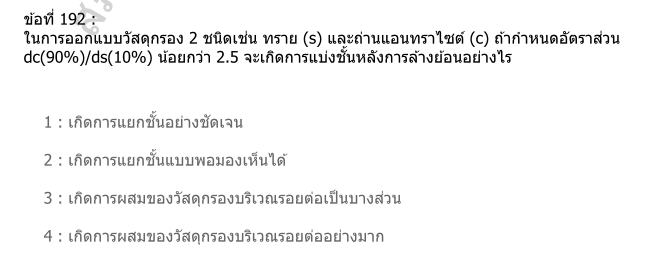 ข้อที่ 192 :
ในการออกแบบวัสดุกรอง 2 ชนิดเช่น ทราย (s) และถ่านแอนทราไซต์ (c) ถ้ากำหนดอัตราส่วน
dc(90%)/ds(10%) น้อยกว่า 2.5 จะเกิดการแบ่งชั้นหลังการล้างย้อนอย่างไร
1 : เกิดการแยกชั้นอย่างชัดเจน
2 : เกิดการแยกชั้นแบบพอมองเห็นได้
3 : เกิดการผสมของวัสดุกรองบริเวณรอยต่อเป็นบางส่วน
4 : เกิดการผสมของวัสดุกรองบริเวณรอยต่ออย่างมาก